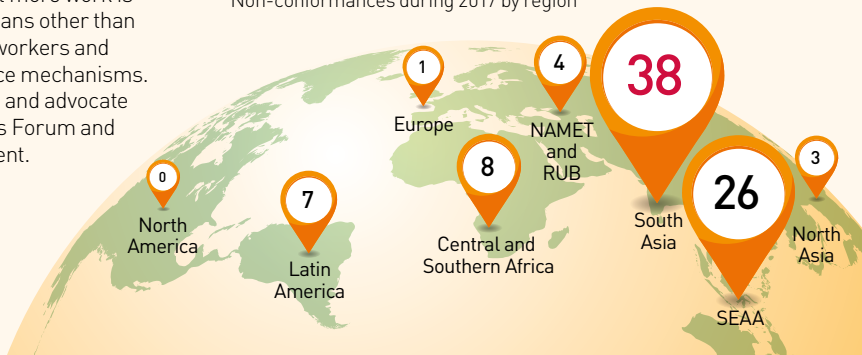 ans other than
workers and
ce mechanisms.
and advocate
s Forum and
ent.
Non-conformances during 2017 by region
0
North
America
7
Latin
America
1
Europe
8
Central and
Southern Africa
4
NAMET
and
RUB
38
South
Asia
26
SEAA
3
North
Asia